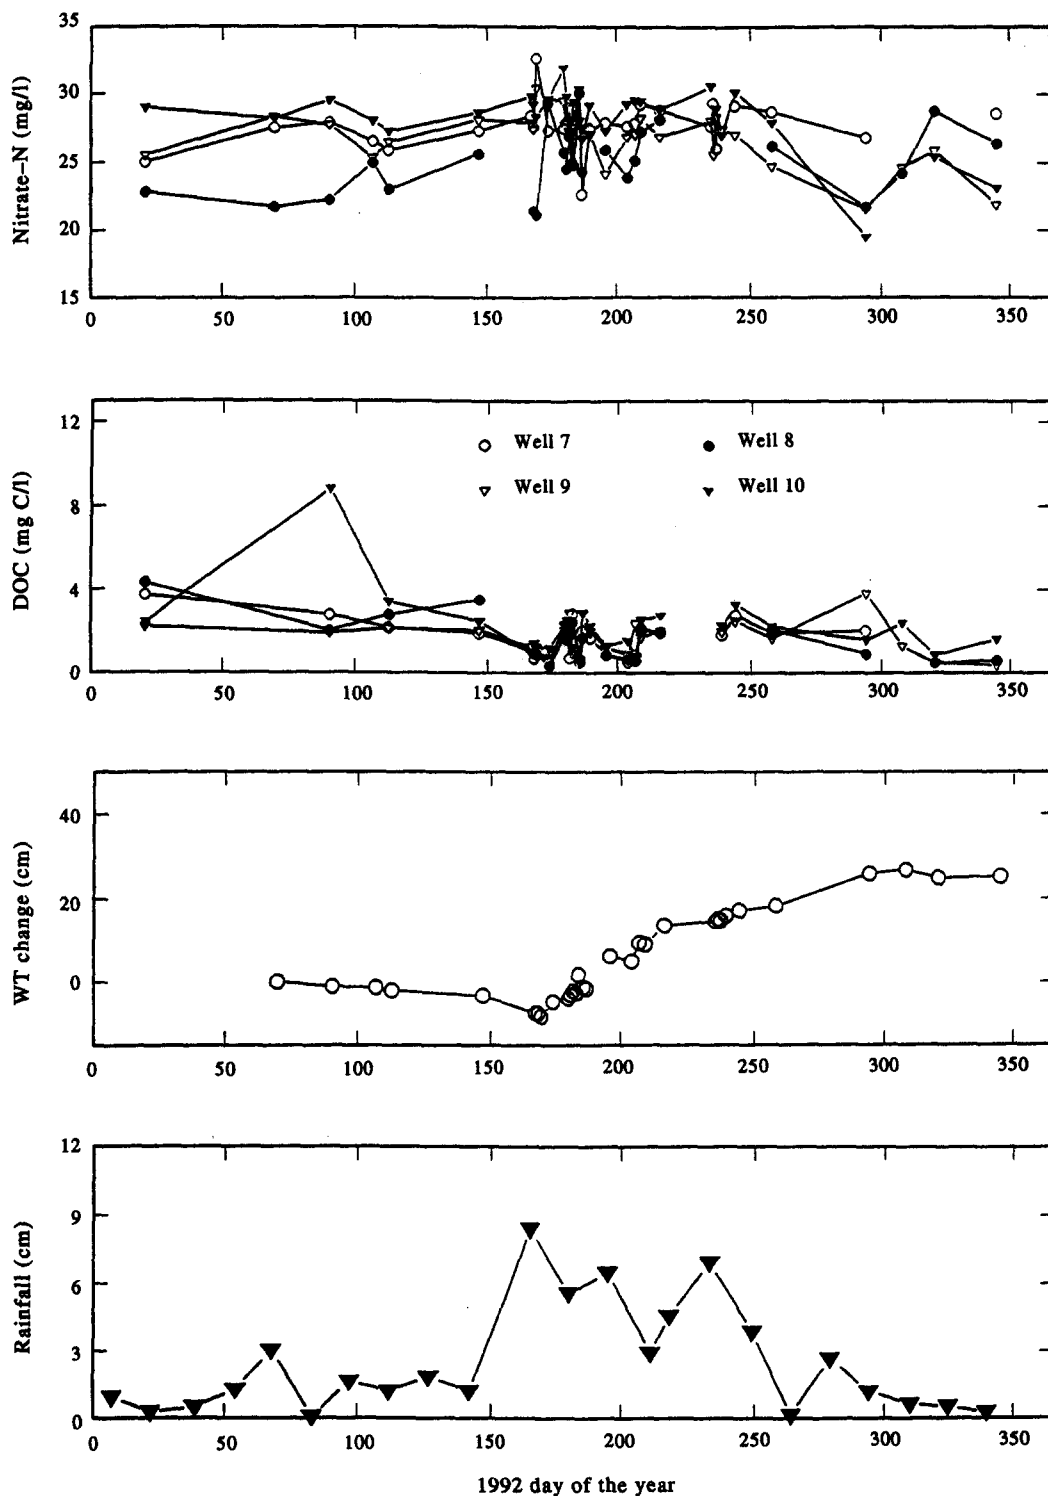 35
30
25
20
15
Nitrate-N (mg/l)
0 50 100 150 200 250 300 350
12
8
4
0
DOC (mg C/l)
Well 7 Well 8
Well 9 Well 10
0 50 100 150 200 250 300 350
40
20
0
WT change (cm)
0 50 100 150 200 250 300 350
12
9
6
3
0
Rainfall (cm)
0 50 100 150 200 250 300 350
1992 day of the year